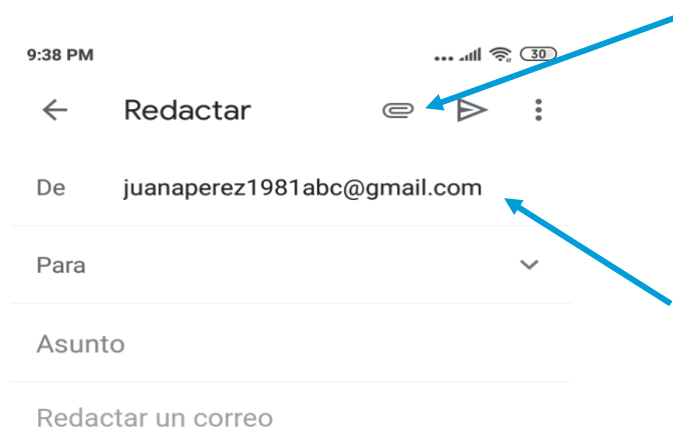 9:38 PM 30
Redactar
De juanaperez1981abc@gmail.com
Para
Asunto
Redactar un correo